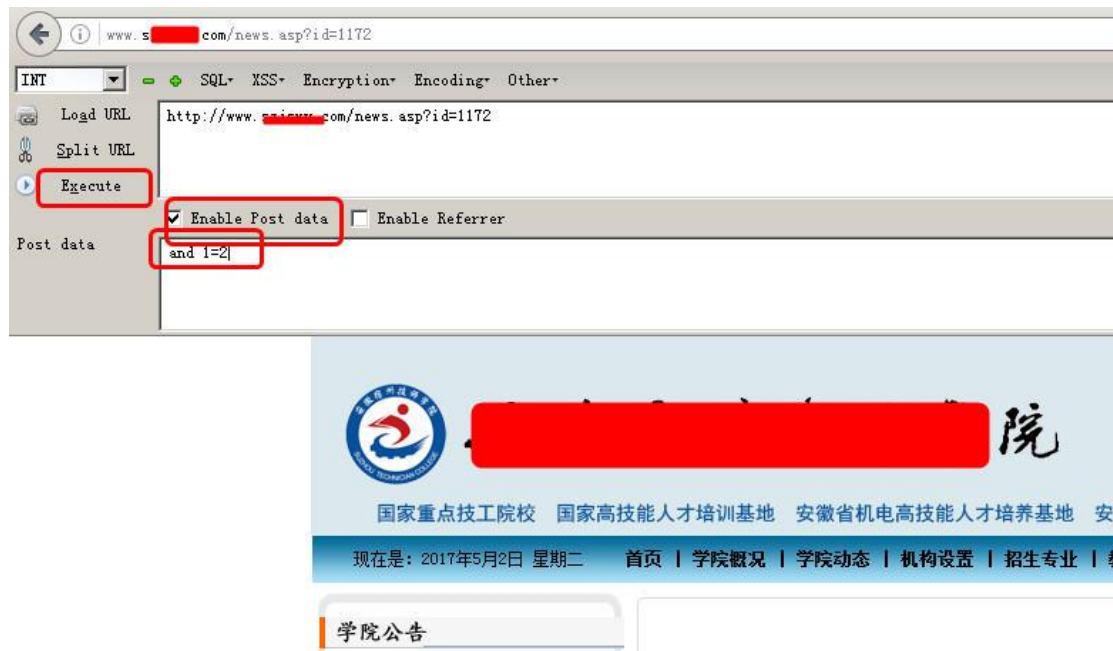 www. s com/news.asp?id=1172
INT SQL XSS Encryption Encoding Other
Load URL
http://www. com/news.asp?id=1172
Split URL
Execute
Enable Post data Enable Referrer
Post data
and 1=2
院
SUZHOU TECHNICIAN COLLEGE
国家重点技工院校 国家高技能人才培训基地 安徽省机电高技能人才培养基地 安
现在是：2017年5月2日 星期二 首页 | 学院概况 | 学院动态 | 机构设置 | 招生专业 |
学院公告